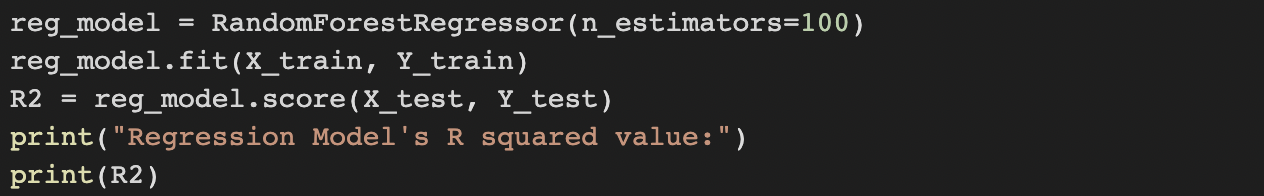 reg_model = RandomForestRegressor(n_estimators=100)
reg_model.fit(X_train, Y_train)
R2 = reg_model.score(X_test, Y_test)
print("Regression Model's R squared value:")
print(R2)